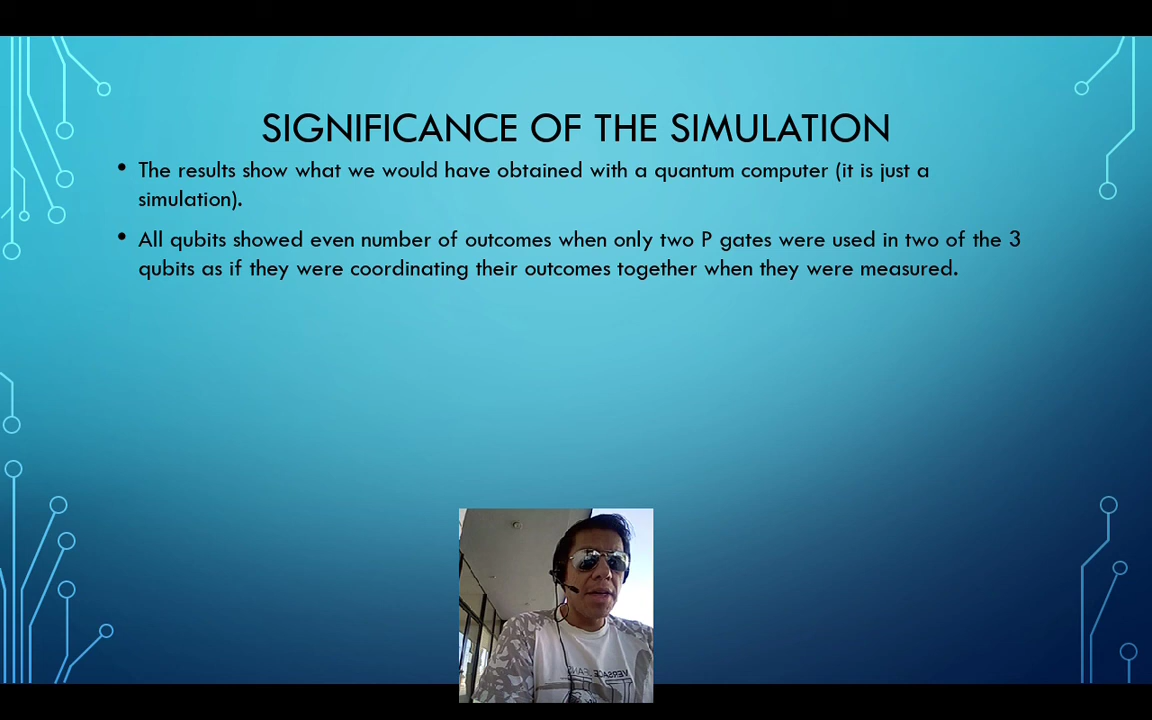 SIGNIFICANCE OF THE SIMULATION
• The results show what we would have obtained with a quantum computer (it is just a
simulation).
• All qubits showed even number of outcomes when only two P gates were used in two of the 3
qubits as if they were coordinating their outcomes together when they were measured.